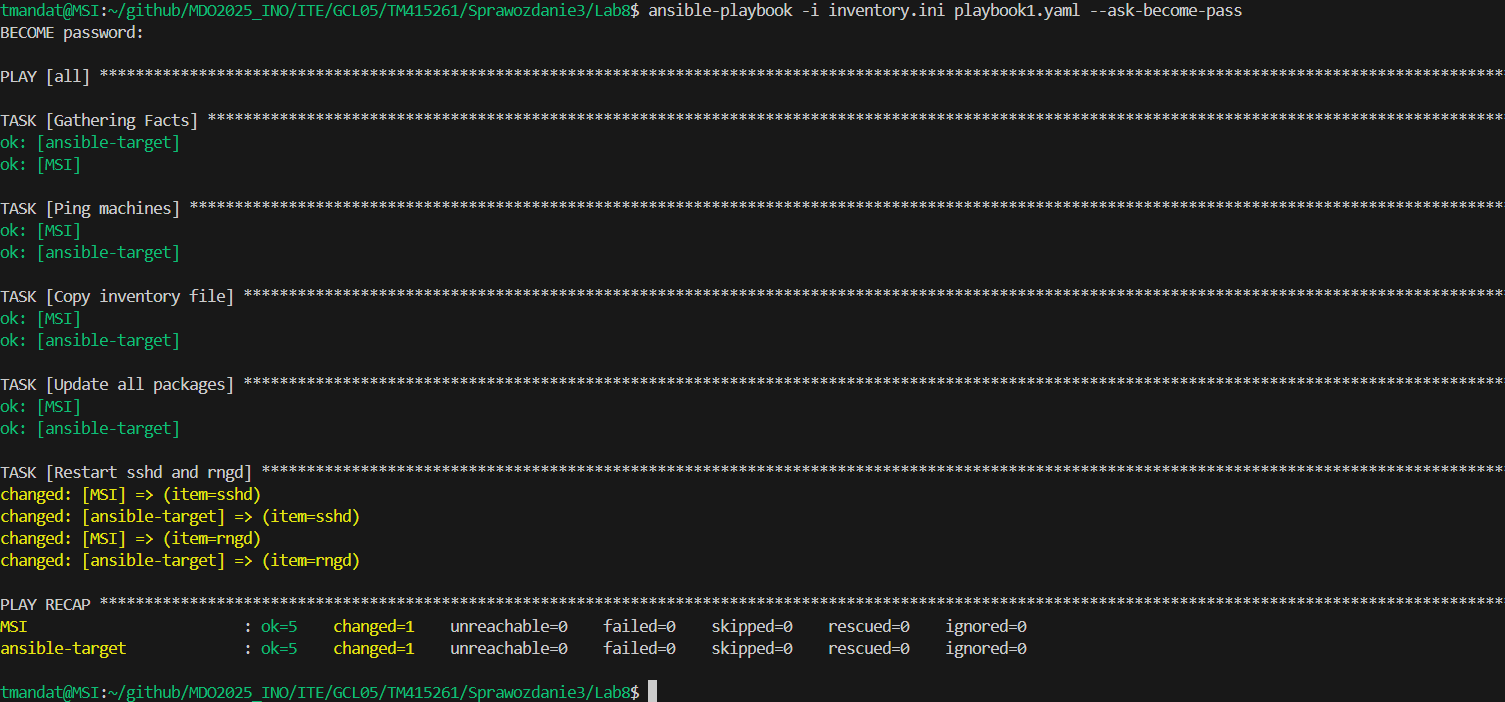 tmandat@MSI:~/github/MDO2025_INO/ITE/GCL05/TM415261/Sprawozdanie3/Lab8$ ansible-playbook -i inventory.ini playbook1.yaml --ask-become-pass
BECOME password:
PLAY [all] ************************************************************************************************************************************************************
TASK [Gathering Facts] ************************************************************************************************************************************************
ok: [ansible-target]
ok: [MSI]
TASK [Ping machines] **************************************************************************************************************************************************
ok: [MSI]
ok: [ansible-target]
TASK [Copy inventory file] ********************************************************************************************************************************************
ok: [MSI]
ok: [ansible-target]
TASK [Update all packages] ********************************************************************************************************************************************
ok: [MSI]
ok: [ansible-target]
TASK [Restart sshd and rngd] ******************************************************************************************************************************************
changed: [MSI] => (item=sshd)
changed: [ansible-target] => (item=sshd)
changed: [MSI] => (item=rngd)
changed: [ansible-target] => (item=rngd)
PLAY RECAP ************************************************************************************************************************************************************
MSI                        : ok=5    changed=1    unreachable=0    failed=0    skipped=0    rescued=0    ignored=0
ansible-target             : ok=5    changed=1    unreachable=0    failed=0    skipped=0    rescued=0    ignored=0
tmandat@MSI:~/github/MDO2025_INO/ITE/GCL05/TM415261/Sprawozdanie3/Lab8$